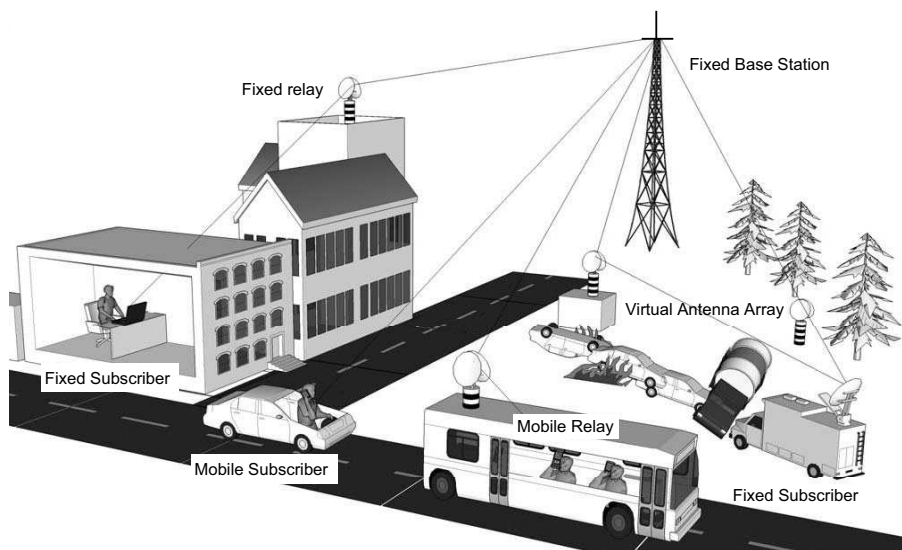 Fixed Base Station
Fixed relay
Virtual Antenna Array
Fixed Subscriber
Mobile Relay
Mobile Subscriber
Fixed Subscriber